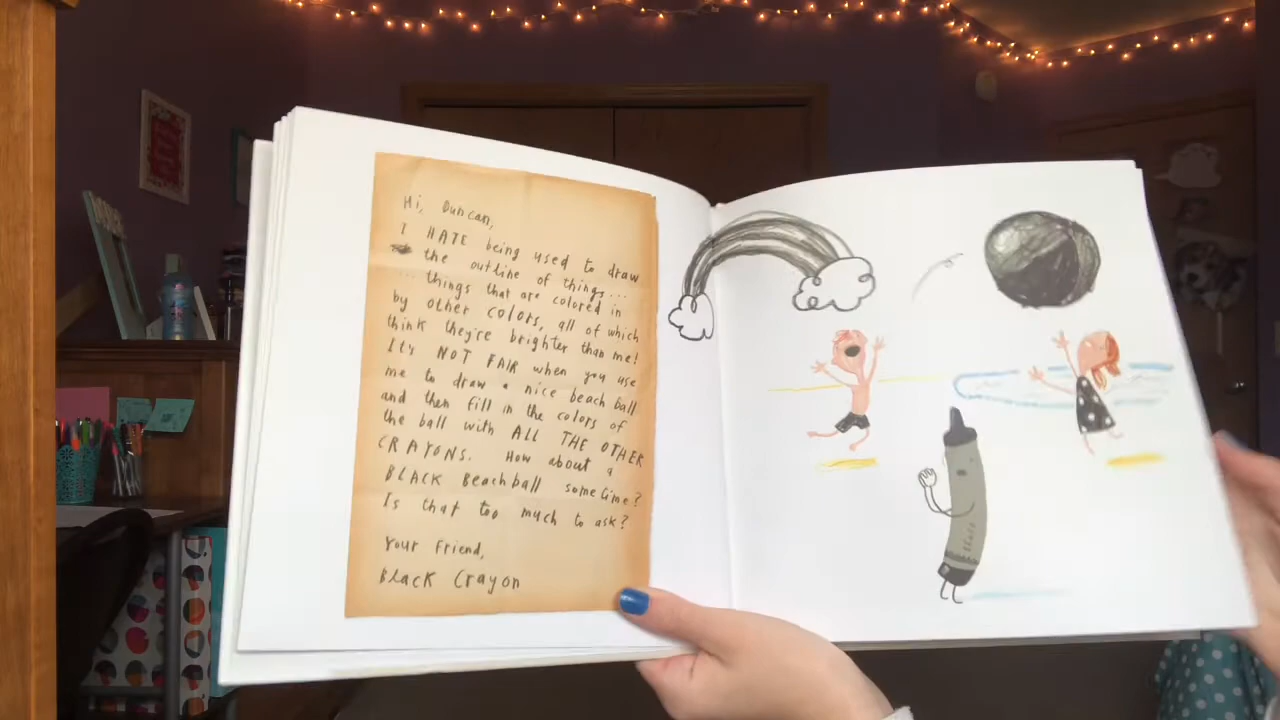 Hi, Duncan,
I HATE being used to draw
the outline of things...
... things that are colored in
by other colors, all of which
think they're brighter than me!
It's NOT FAIR when you use
me to draw a nice beach ball
and then fill in the colors of
the ball with ALL THE OTHER
CRAYONS. How about a
BLACK Beachball sometime?
Is that too much to ask?
Your friend,
Black Crayon